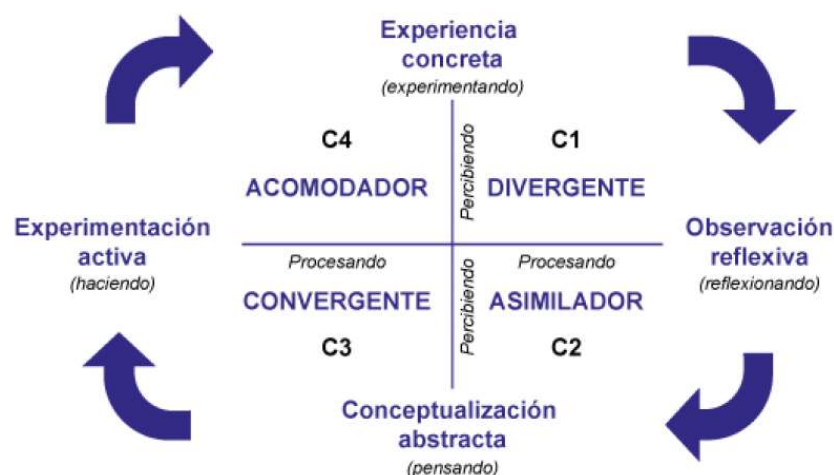 Experiencia
concreta
(experimentando)
C4
C1
Percibiendo
ACOMODADOR
DIVERGENTE
Experimentación
activa
(haciendo)
Observación
reflexiva
(reflexionando)
Procesando
Procesando
CONVERGENTE
Percibiendo
ASIMILADOR
C3
C2
Conceptualización
abstracta
(pensando)